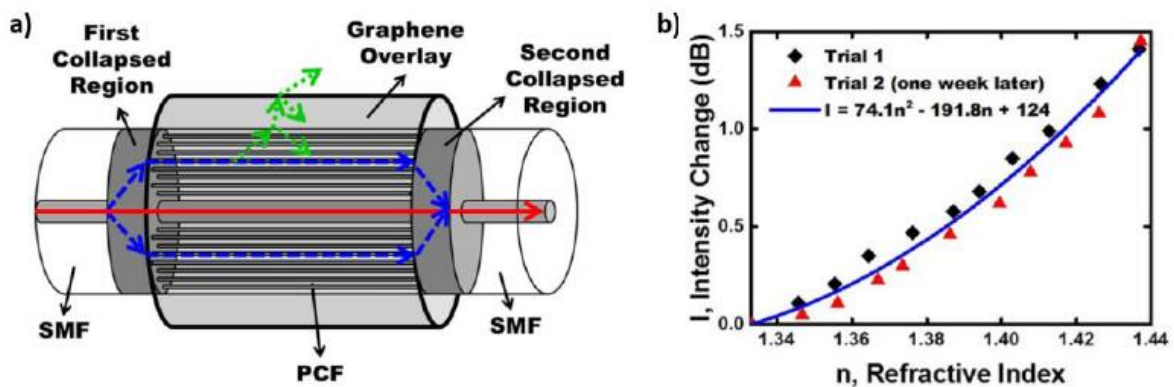 a)
First
Collapsed
Region
Graphene
Overlay
Second
Collapsed
Region
SMF
PCF
SMF
b)
I, Intensity Change (dB)
1.5
1.0
0.5
0.0
Trial 1
Trial 2 (one week later)
I = 74.1n² - 191.8n + 124
1.34 1.36 1.38 1.40 1.42 1.44
n, Refractive Index